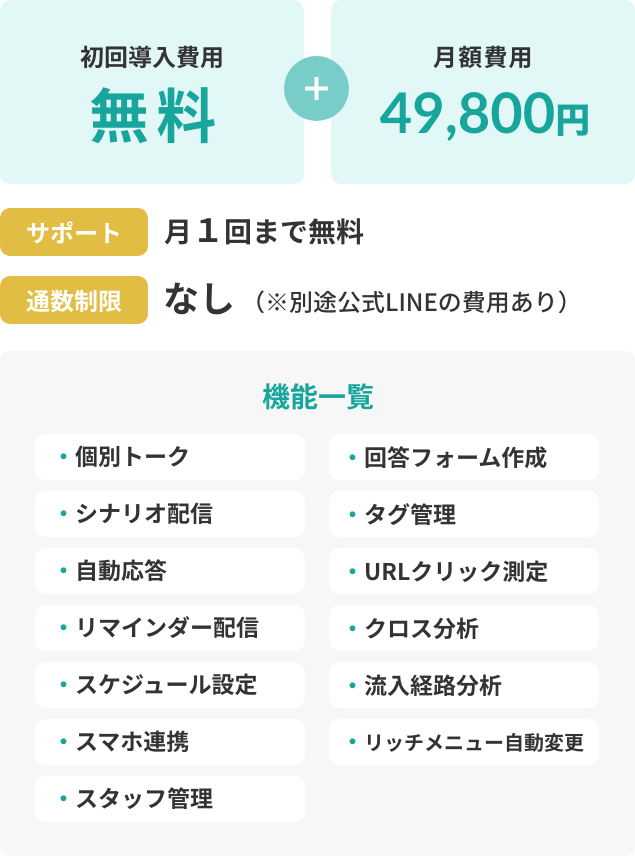 初回導入費用
無料
+
月額費用
49,800円
サポート 月1回まで無料
通数制限 なし（※別途公式LINEの費用あり）
機能一覧
・個別トーク
・シナリオ配信
・自動応答
・リマインダー配信
・スケジュール設定
・スマホ連携
・スタッフ管理
・回答フォーム作成
・タグ管理
・URLクリック測定
・クロス分析
・流入経路分析
・リッチメニュー自動変更